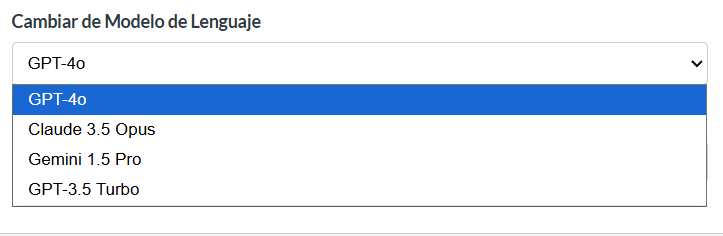 Cambiar de Modelo de Lenguaje
GPT-4o
GPT-4o
Claude 3.5 Opus
Gemini 1.5 Pro
GPT-3.5 Turbo